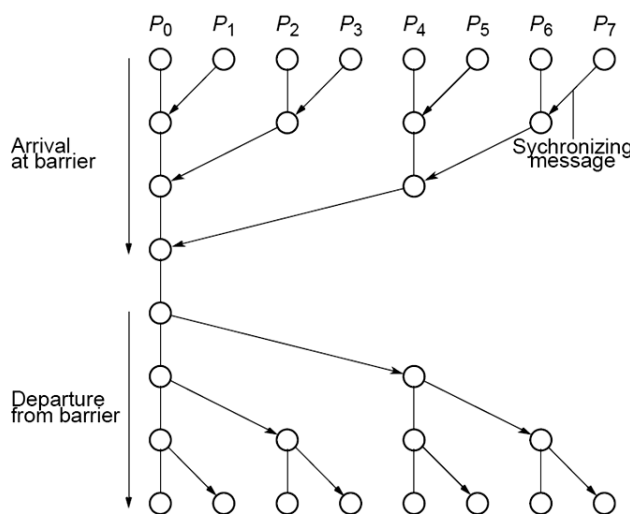 P0 P1 P2 P3 P4 P5 P6 P7
Arrival
at barrier
Sychronizing
message
Departure
from barrier